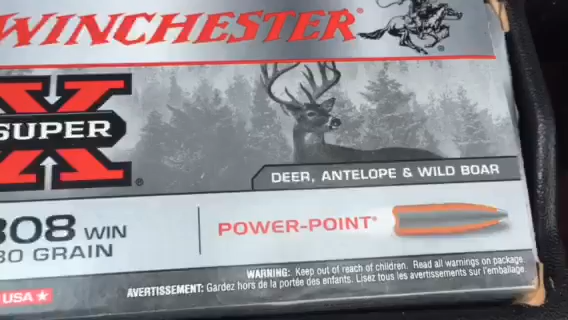 WINCHESTER®
SUPER X®
DEER, ANTELOPE & WILD BOAR
308 WIN
80 GRAIN
POWER-POINT®
WARNING: Keep out of reach of children. Read all warnings on package.
AVERTISSEMENT: Gardez hors de la portée des enfants. Lisez tous les avertissements sur l'emballage.
USA